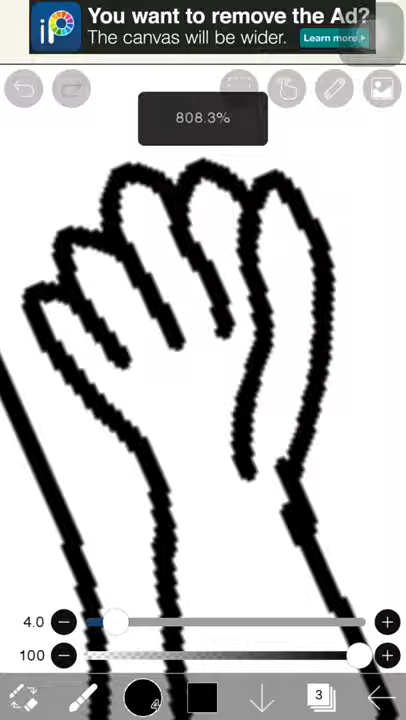 You want to remove the Ad?
The canvas will be wider.
Learn more
808.3%
4.0
100
4
3